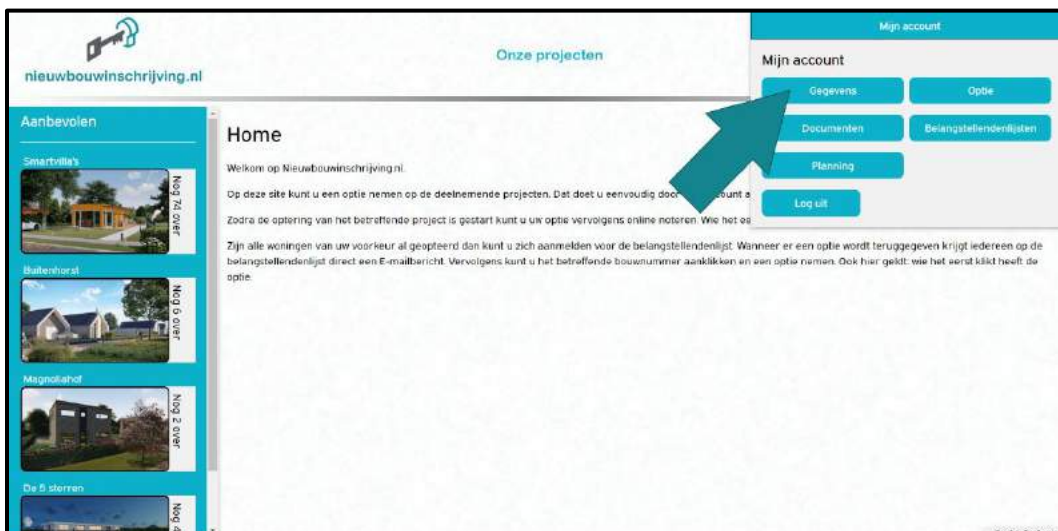 nieuwbouwinschrijving.nl
Onze projecten
Mijn account
Mijn account
Gegevens
Optie
Documenten
Belangstellendenlijsten
Planning
Log uit
Aanbevolen
Smartvilla's
Nog 74 over
Buitenhorst
Nog 6 over
Magnoliahof
Nog 2 over
De 5 sterren
Nog 4
Home
Welkom op Nieuwbouwinschrijving.nl.
Op deze site kunt u een optie nemen op de deelnemende projecten. Dat doet u eenvoudig door
Zodra de optering van het betreffende project is gestart kunt u uw optie vervolgens online noteren. Wie het
Zijn alle woningen van uw voorkeur al geopteerd dan kunt u zich aanmelden voor de belangstellendenlijst. Wanneer er een optie wordt teruggegeven krijgt iedereen op de
belangstellendenlijst direct een E-mailbericht. Vervolgens kunt u het betreffende bouwnummer aanklikken en een optie nemen. Ook hier geldt: wie het eerst klikt heeft de
optie.